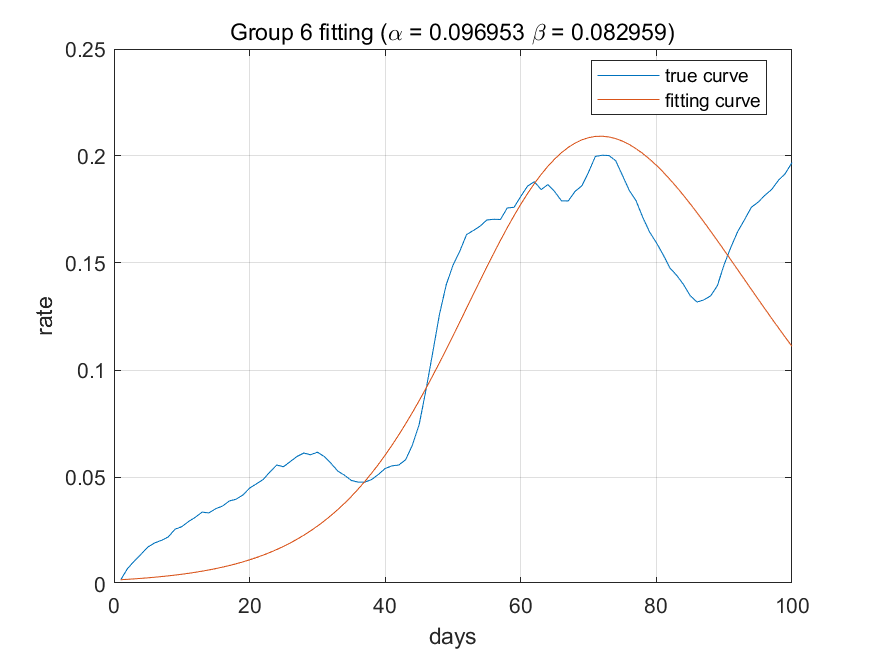 Group 6 fitting (α = 0.096953 β = 0.082959)
true curve
fitting curve
0.25
0.2
0.15
0.1
0.05
0
rate
0 20 40 60 80 100
days